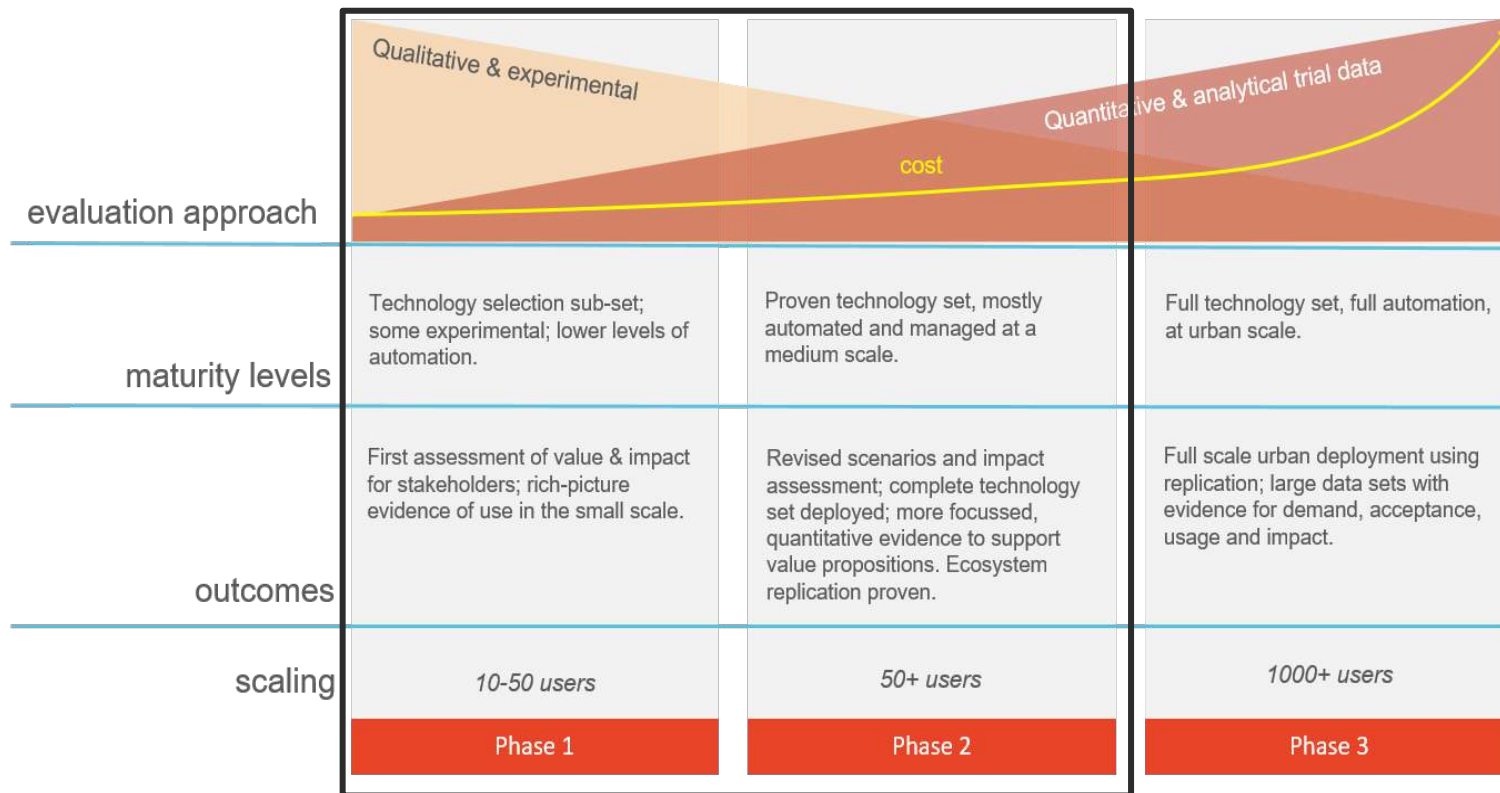 Qualitative & experimental
Quantitative & analytical trial data
cost
evaluation approach
Technology selection sub-set;
some experimental; lower levels of
automation.
Proven technology set, mostly
automated and managed at a
medium scale.
Full technology set, full automation,
at urban scale.
maturity levels
First assessment of value & impact
for stakeholders; rich-picture
evidence of use in the small scale.
Revised scenarios and impact
assessment; complete technology
set deployed; more focussed,
quantitative evidence to support
value propositions. Ecosystem
replication proven.
Full scale urban deployment using
replication; large data sets with
evidence for demand, acceptance,
usage and impact.
outcomes
scaling
10-50 users
50+ users
1000+ users
Phase 1
Phase 2
Phase 3